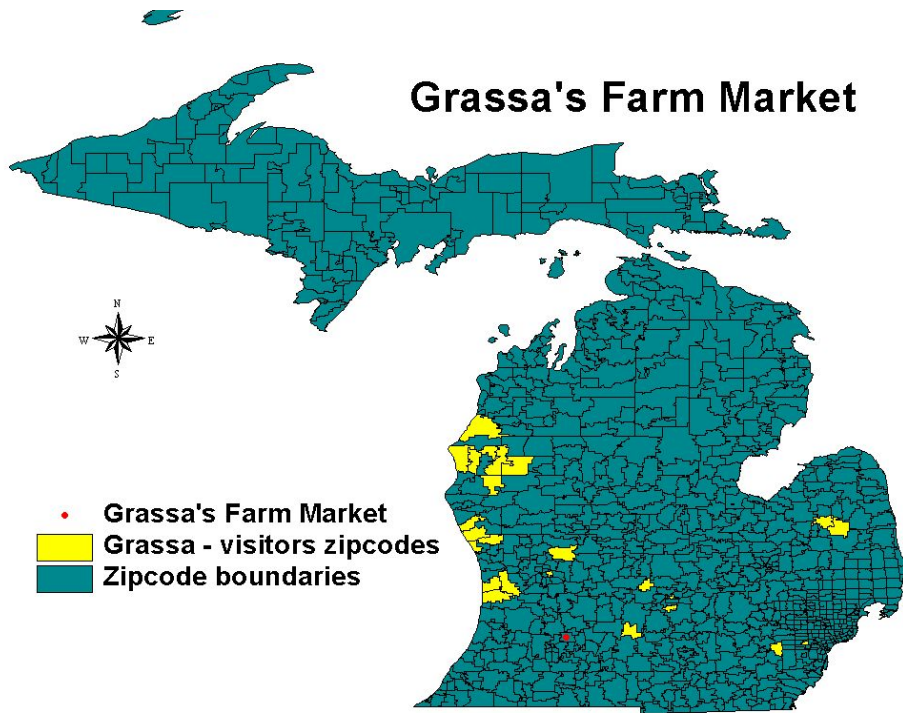 Grassa's Farm Market
N
W E
S
Grassa's Farm Market
Grassa - visitors zipcodes
Zipcode boundaries